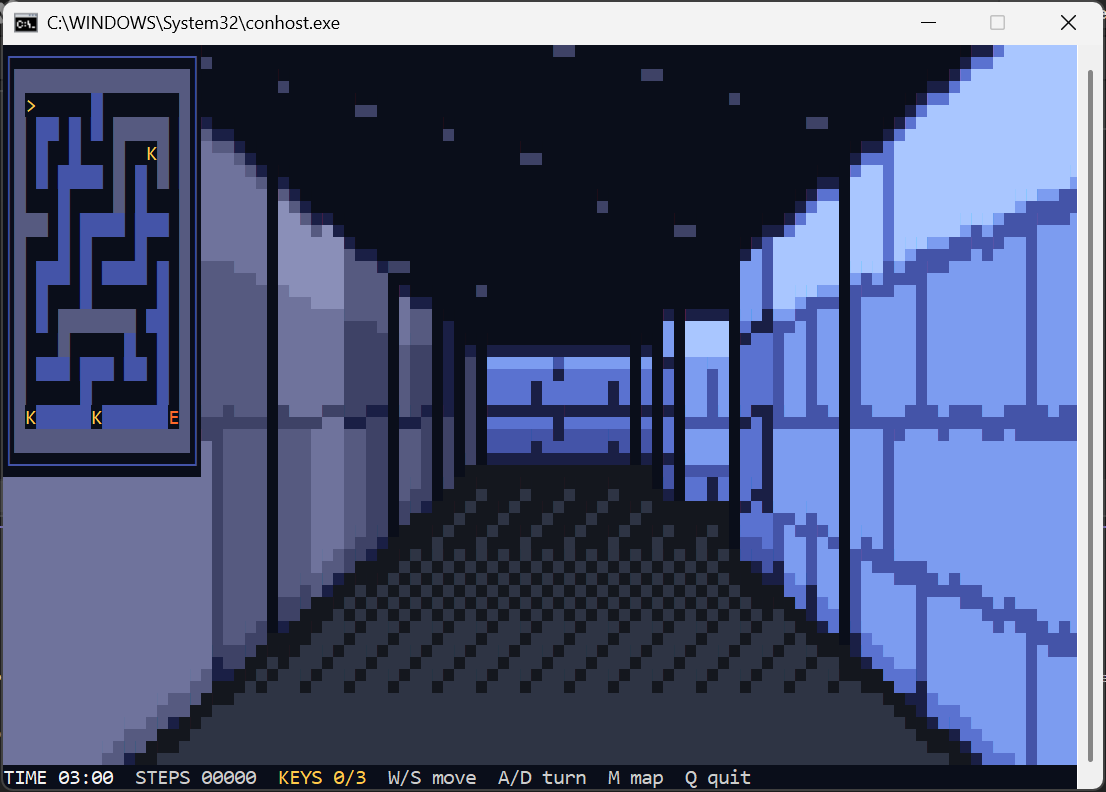 C:\WINDOWS\System32\conhost.exe
>
K
K K E
TIME 03:00 STEPS 00000 KEYS 0/3 W/S move A/D turn M map Q quit